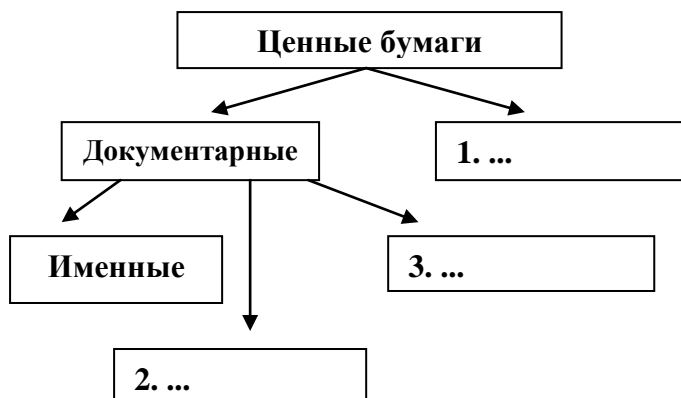 Ценные бумаги
Документарные
1. ...
Именные
3. ...
2. ...